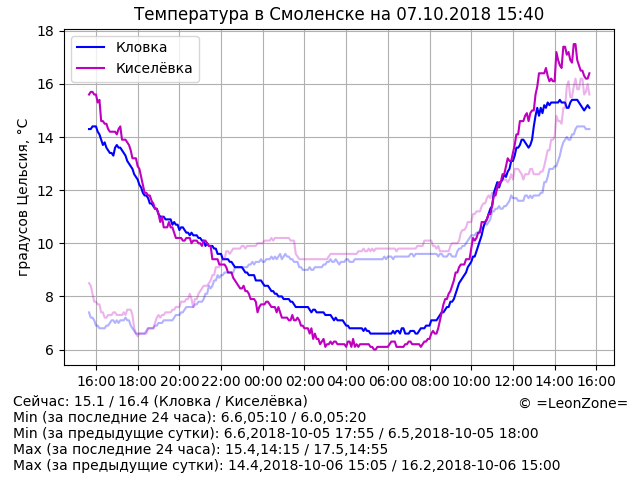 Температура в Смоленске на 07.10.2018 15:40
Кловка
Киселёвка
градусов Цельсия, °C
18
16
14
12
10
8
6
16:00 18:00 20:00 22:00 00:00 02:00 04:00 06:00 08:00 10:00 12:00 14:00 16:00
Сейчас: 15.1 / 16.4 (Кловка / Киселёвка)
© =LeonZone=
Min (за последние 24 часа): 6.6,05:10 / 6.0,05:20
Min (за предыдущие сутки): 6.6,2018-10-05 17:55 / 6.5,2018-10-05 18:00
Max (за последние 24 часа): 15.4,14:15 / 17.5,14:55
Max (за предыдущие сутки): 14.4,2018-10-06 15:05 / 16.2,2018-10-06 15:00